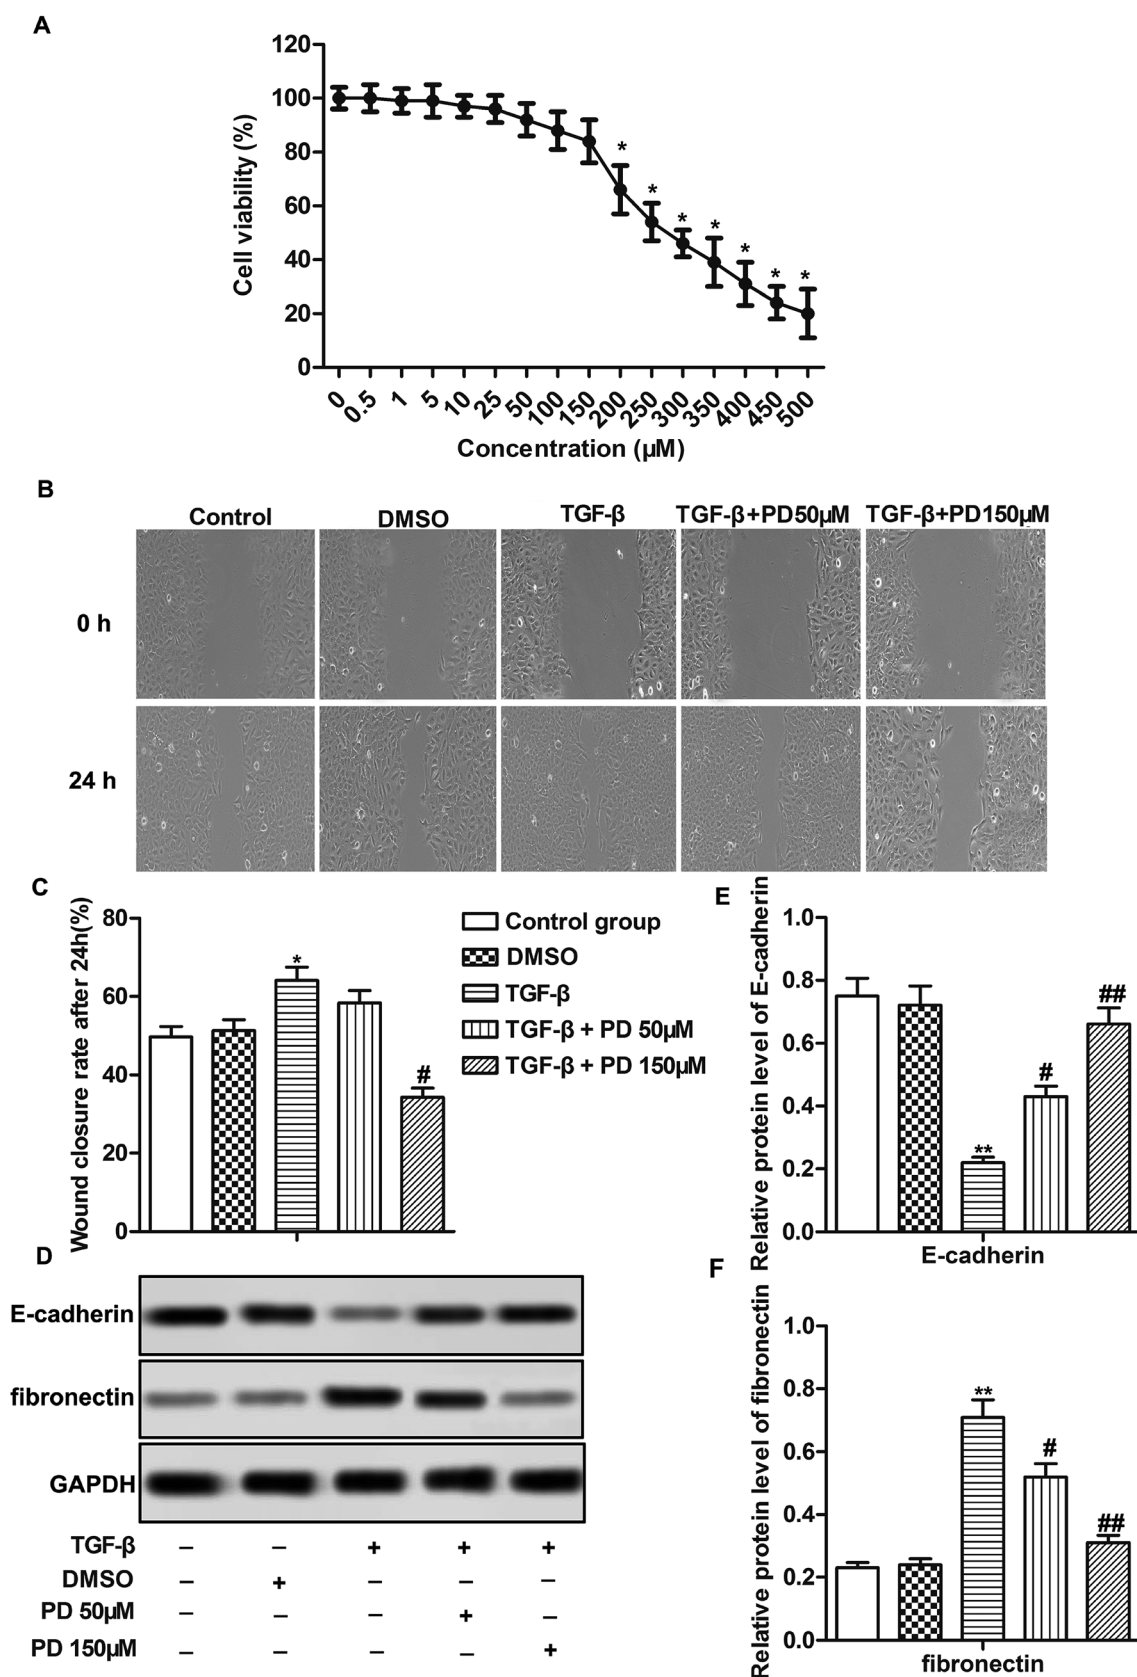 A
Cell viability (%)
120
100
80
60
40
20
0
* * * * * * *
0 0.5 1 5 10 25 50 100 150 200 250 300 350 400 450 500
Concentration (µM)
B
Control DMSO TGF-β TGF-β+PD50µM TGF-β+PD150µM
0 h
24 h
C
Wound closure rate after 24h(%)
80
60
40
20
0
*
#
Control group
DMSO
TGF-β
TGF-β + PD 50µM
TGF-β + PD 150µM
E
Relative protein level of E-cadherin
1.0
0.8
0.6
0.4
0.2
0.0
**
#
##
E-cadherin
D
E-cadherin
fibronectin
GAPDH
TGF-β – – + + +
DMSO – + – – –
PD 50µM – – – + –
PD 150µM – – – – +
F
Relative protein level of fibronectin
1.0
0.8
0.6
0.4
0.2
0.0
**
#
##
fibronectin